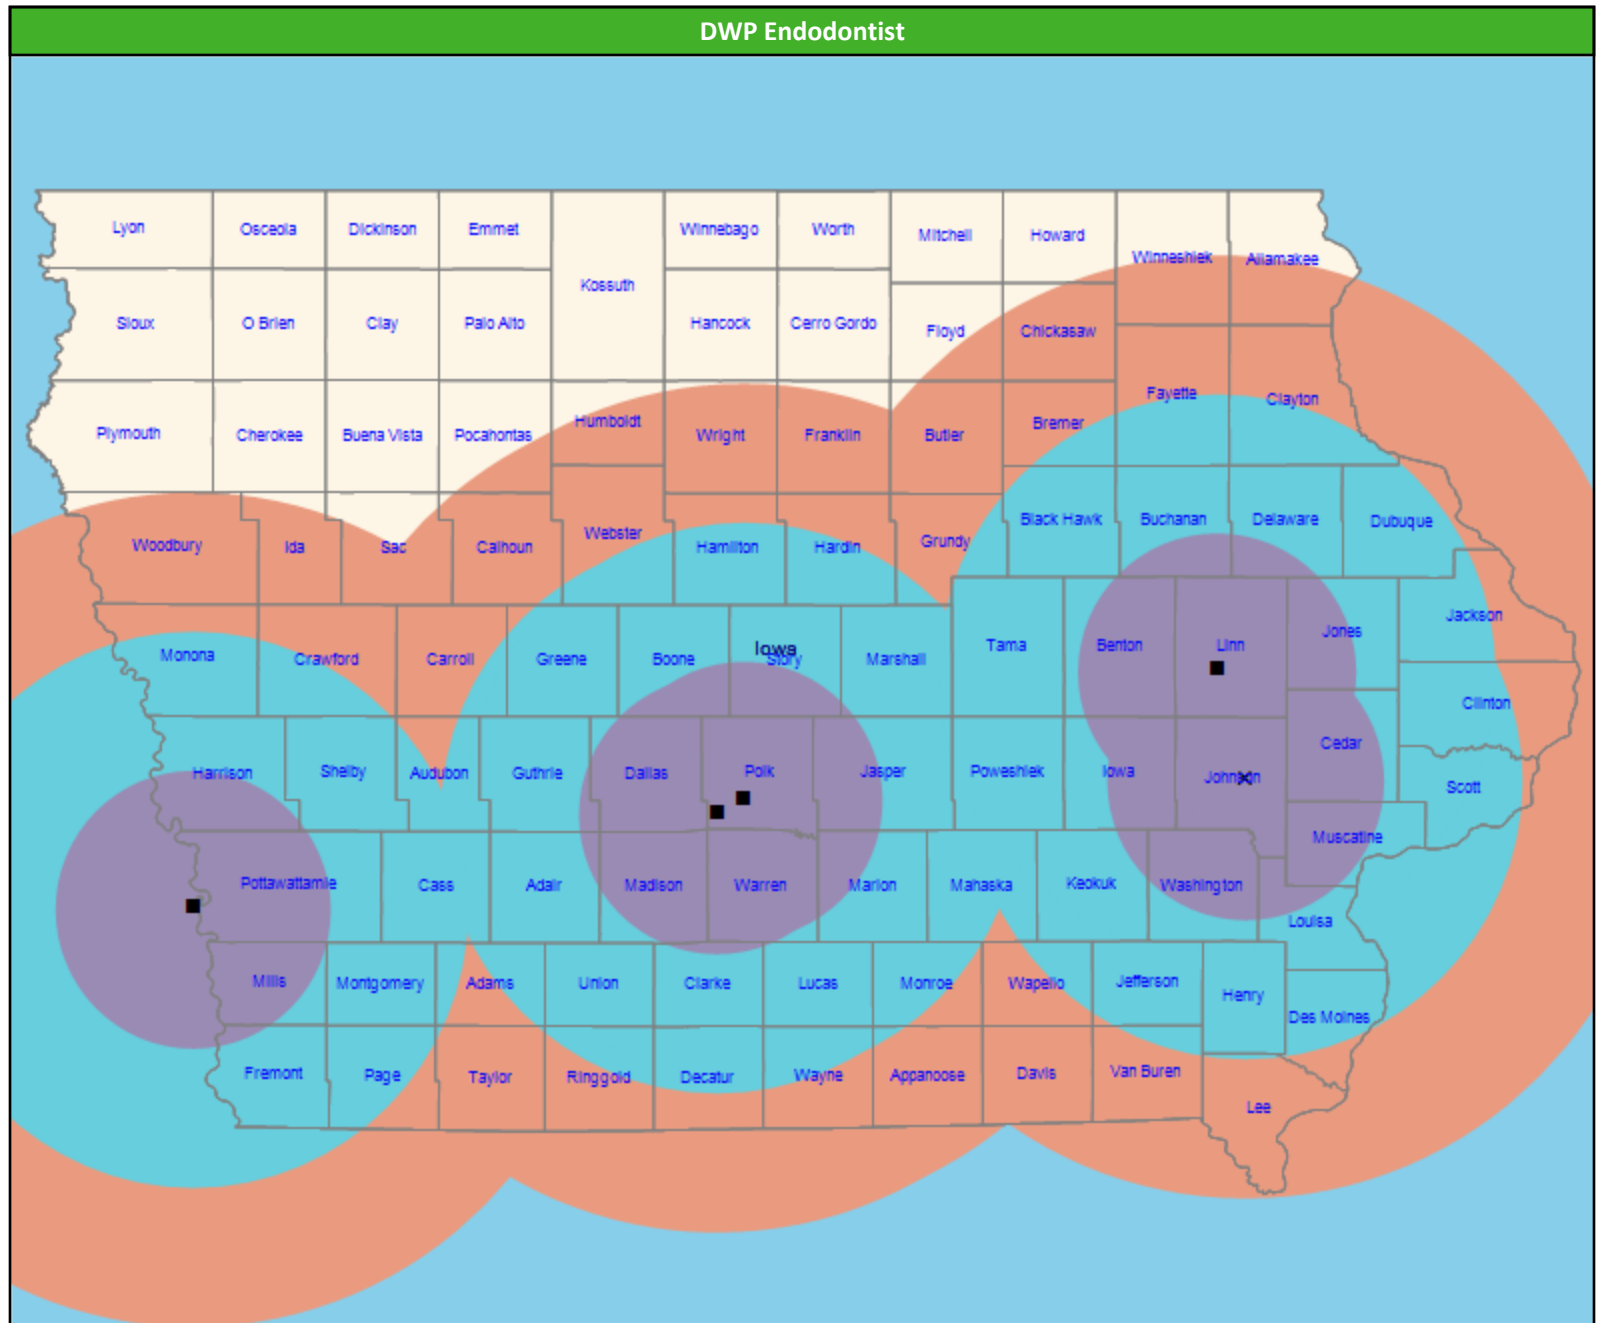 DWP Endodontist
Lyon
Osceola
Dickinson
Emmet
Winnebago
Worth
Mitchell
Howard
Winneshiek
Allamakee
Kossuth
Sioux
O Brien
Clay
Palo Alto
Hancock
Cerro Gordo
Floyd
Chickasaw
Fayette
Clayton
Plymouth
Cherokee
Buena Vista
Pocahontas
Humboldt
Wright
Franklin
Butler
Bremer
Woodbury
Ida
Sac
Calhoun
Webster
Hamilton
Hardin
Grundy
Black Hawk
Buchanan
Delaware
Dubuque
Monona
Crawford
Carroll
Greene
Boone
Iowa
Story
Marshall
Tama
Benton
Linn
Jones
Jackson
Clinton
Harrison
Shelby
Audubon
Guthrie
Dallas
Polk
Jasper
Poweshiek
Iowa
Johnson
Cedar
Scott
Muscatine
Pottawattamie
Cass
Adair
Madison
Warren
Marion
Mahaska
Keokuk
Washington
Louisa
Mills
Montgomery
Adams
Union
Clarke
Lucas
Monroe
Wapello
Jefferson
Henry
Des Moines
Fremont
Page
Taylor
Ringgold
Decatur
Wayne
Appanoose
Davis
Van Buren
Lee